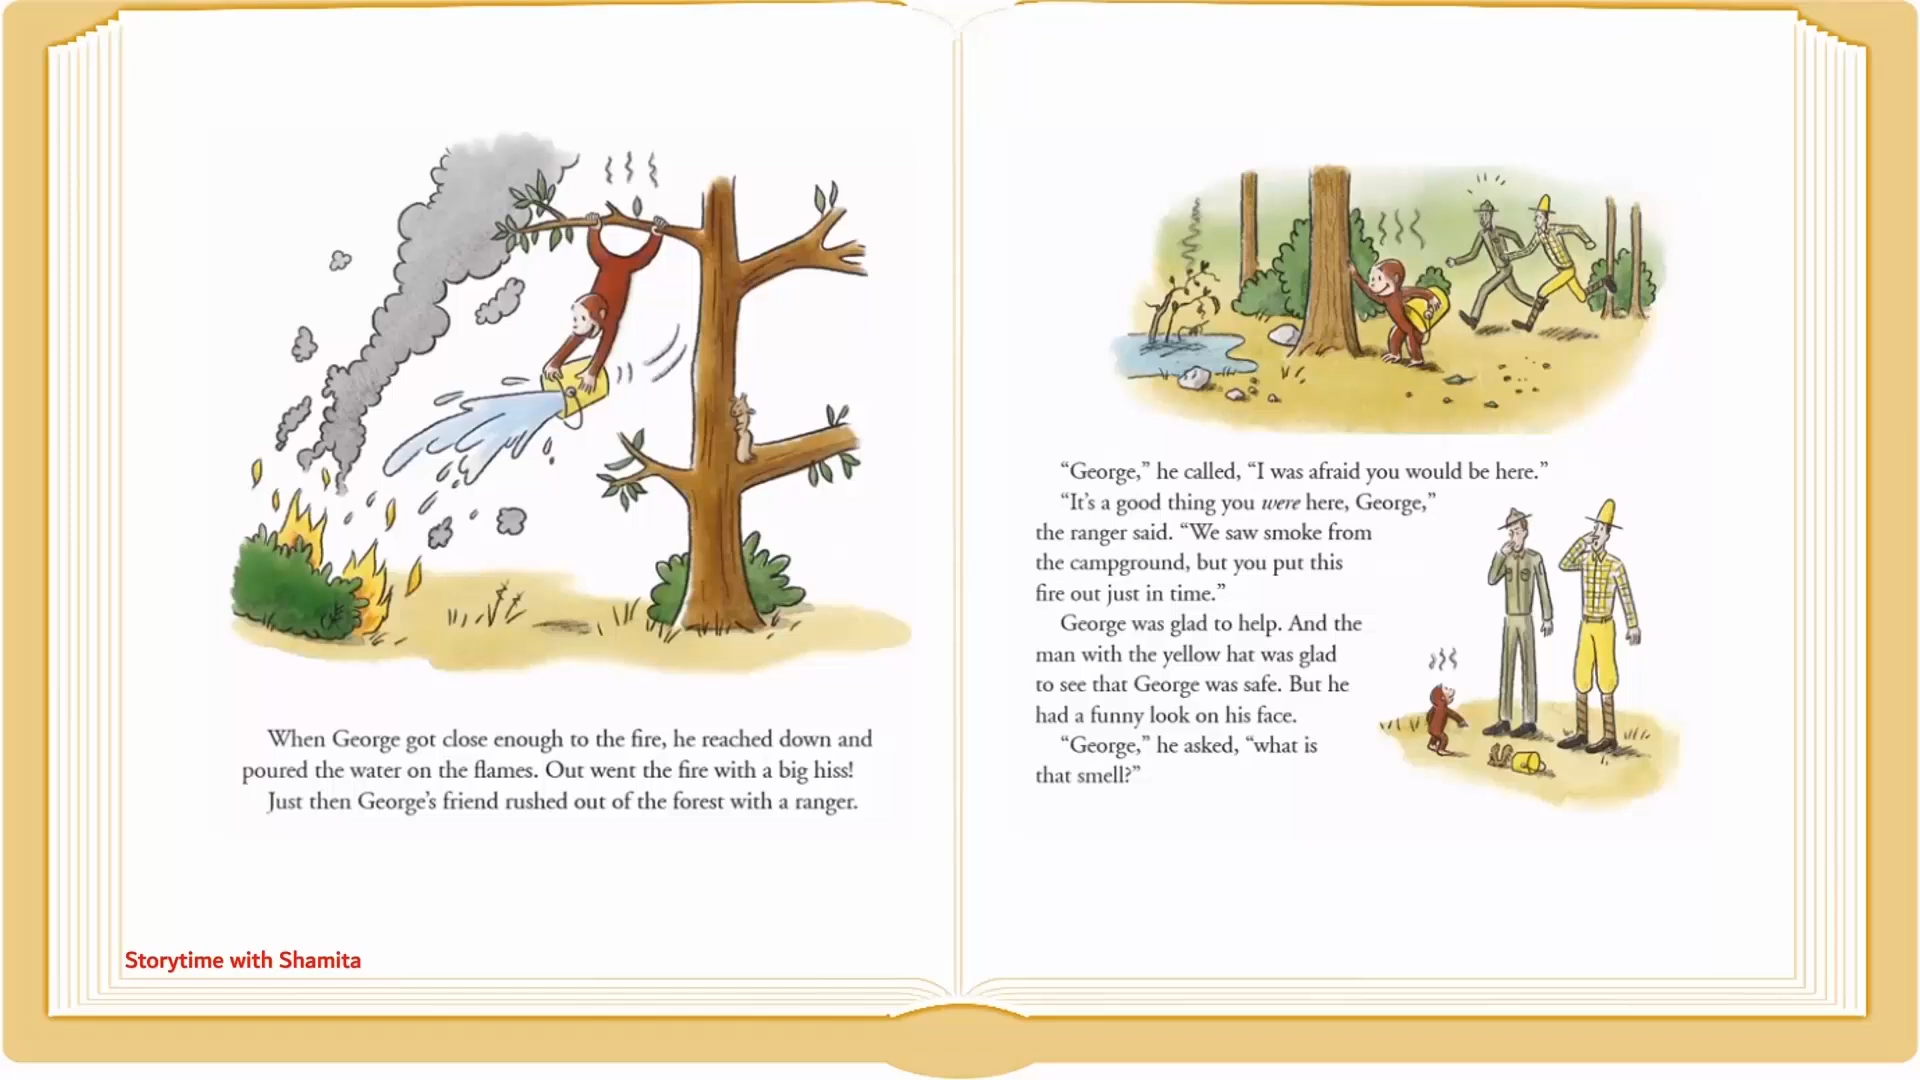 When George got close enough to the fire, he reached down and
poured the water on the flames. Out went the fire with a big hiss!
Just then George’s friend rushed out of the forest with a ranger.
Storytime with Shamita
“George,” he called, “I was afraid you would be here.”
“It’s a good thing you were here, George,”
the ranger said. “We saw smoke from
the campground, but you put this
fire out just in time.”
George was glad to help. And the
man with the yellow hat was glad
to see that George was safe. But he
had a funny look on his face.
“George,” he asked, “what is
that smell?”